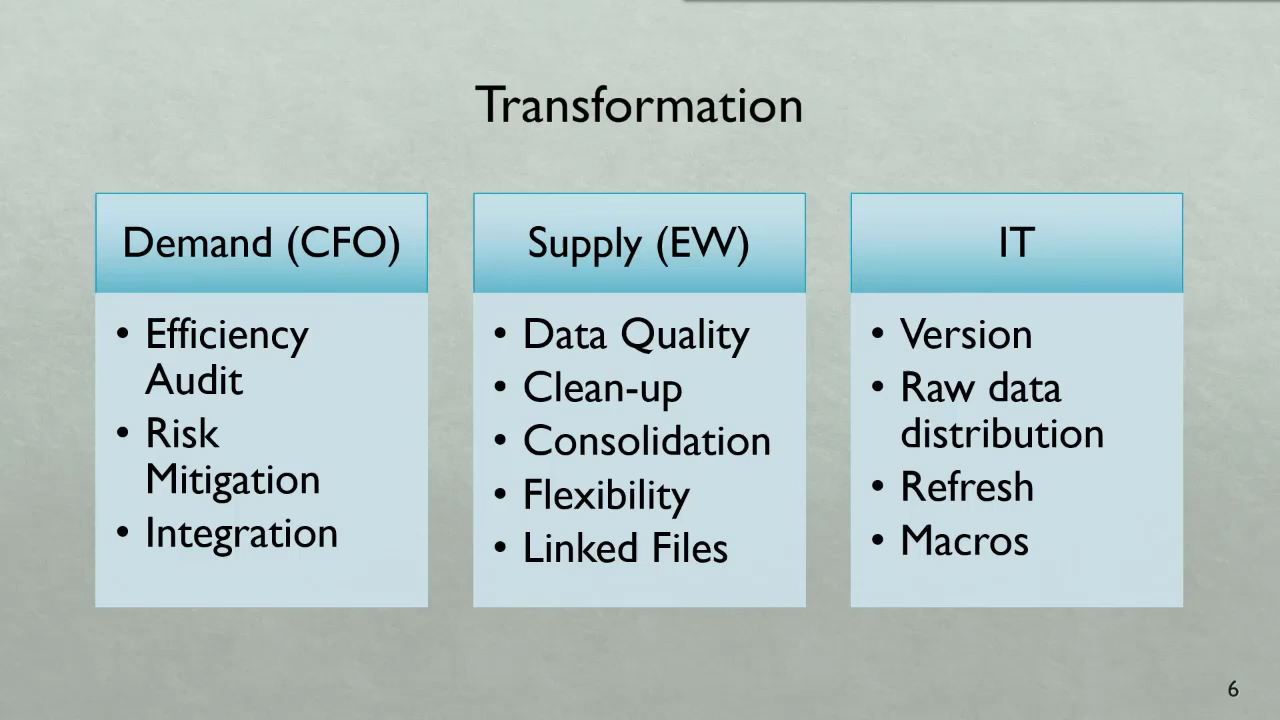 Transformation
Demand (CFO)
• Efficiency
Audit
• Risk
Mitigation
• Integration
Supply (EW)
• Data Quality
• Clean-up
• Consolidation
• Flexibility
• Linked Files
IT
• Version
• Raw data
distribution
• Refresh
• Macros
6